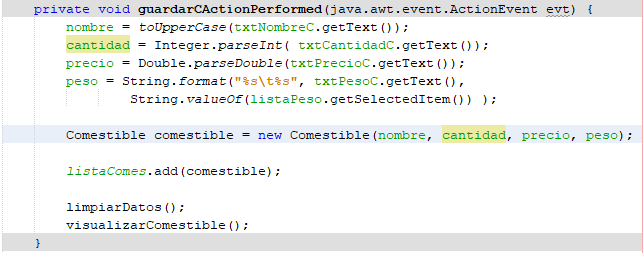 private void guardarCActionPerformed(java.awt.event.ActionEvent evt) {
nombre = toUpperCase(txtNombreC.getText());
cantidad = Integer.parseInt( txtCantidadC.getText());
precio = Double.parseDouble(txtPrecioC.getText());
peso = String.format("%s\t%s", txtPesoC.getText(),
String.valueOf(listaPeso.getSelectedItem()) );
Comestible comestible = new Comestible(nombre, cantidad, precio, peso);
listaComes.add(comestible);
limpiarDatos();
visualizarComestible();
}